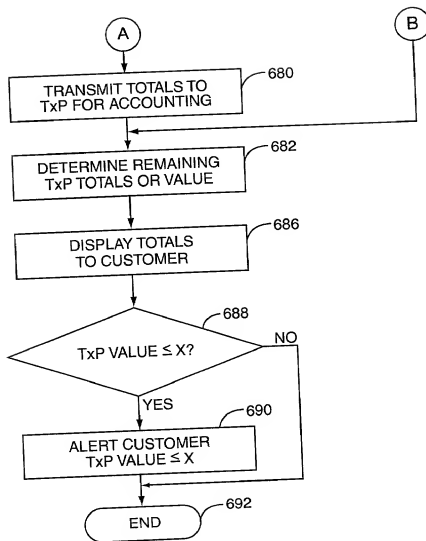 A
B
680
TRANSMIT TOTALS TO
TxP FOR ACCOUNTING
682
DETERMINE REMAINING
TxP TOTALS OR VALUE
686
DISPLAY TOTALS
TO CUSTOMER
688
TxP VALUE ≤ X?
NO
YES
690
ALERT CUSTOMER
TxP VALUE ≤ X
692
END